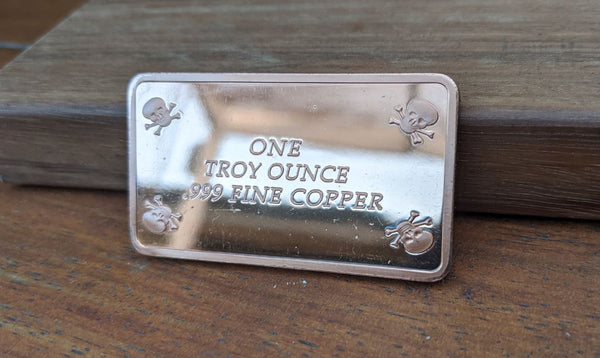 ONE
TROY OUNCE
.999 FINE COPPER